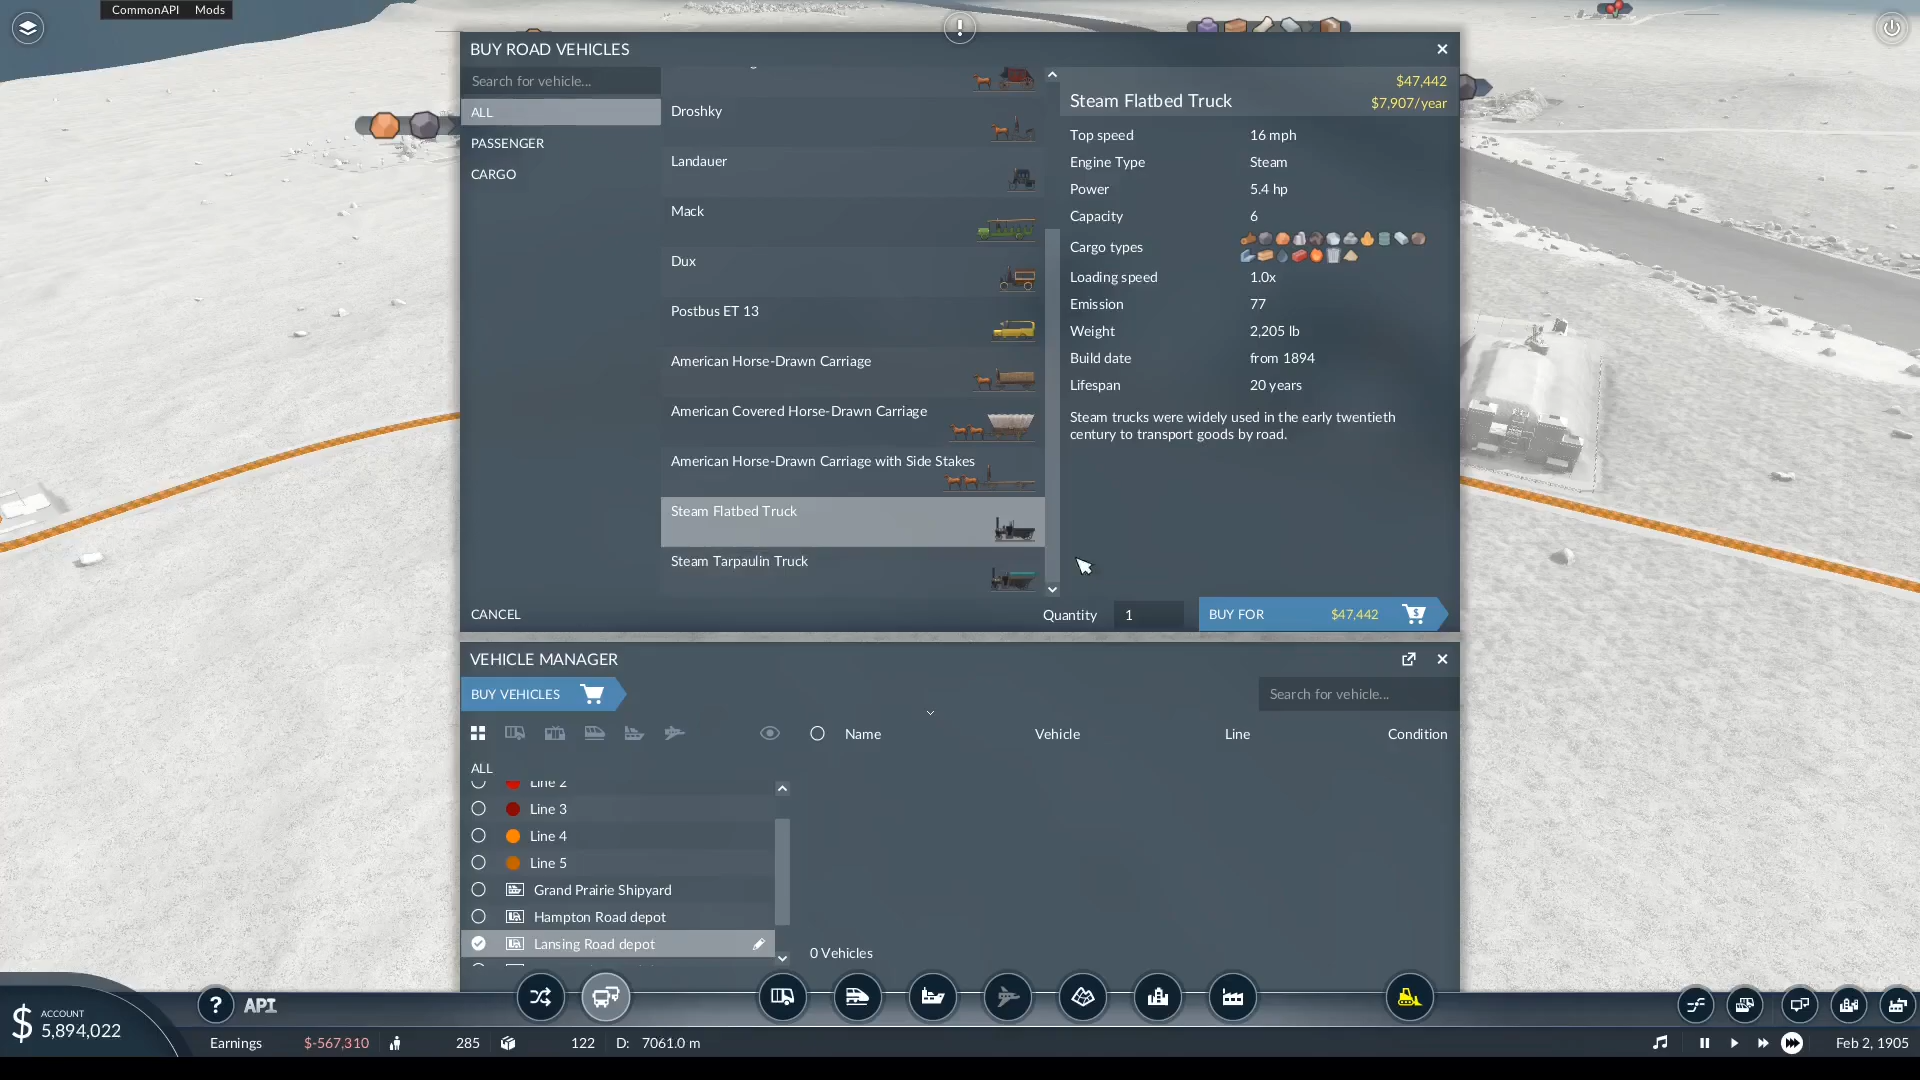 CommonAPI Mods
BUY ROAD VEHICLES
Search for vehicle...
ALL
PASSENGER
CARGO
Droshky
Landauer
Mack
Dux
Postbus ET 13
American Horse-Drawn Carriage
American Covered Horse-Drawn Carriage
American Horse-Drawn Carriage with Side Stakes
Steam Flatbed Truck
Steam Tarpaulin Truck
$47,442
Steam Flatbed Truck
$7,907/year
Top speed 16 mph
Engine Type Steam
Power 5.4 hp
Capacity 6
Cargo types
Loading speed 1.0x
Emission 77
Weight 2,205 lb
Build date from 1894
Lifespan 20 years
Steam trucks were widely used in the early twentieth
century to transport goods by road.
CANCEL
Quantity 1
BUY FOR $47,442
VEHICLE MANAGER
BUY VEHICLES
Search for vehicle...
Name Vehicle Line Condition
ALL
Line 2
Line 3
Line 4
Line 5
Grand Prairie Shipyard
Hampton Road depot
Lansing Road depot
0 Vehicles
$ ACCOUNT
5,894,022
? API
Earnings $-567,310 285 122 D: 7061.0 m
Feb 2, 1905